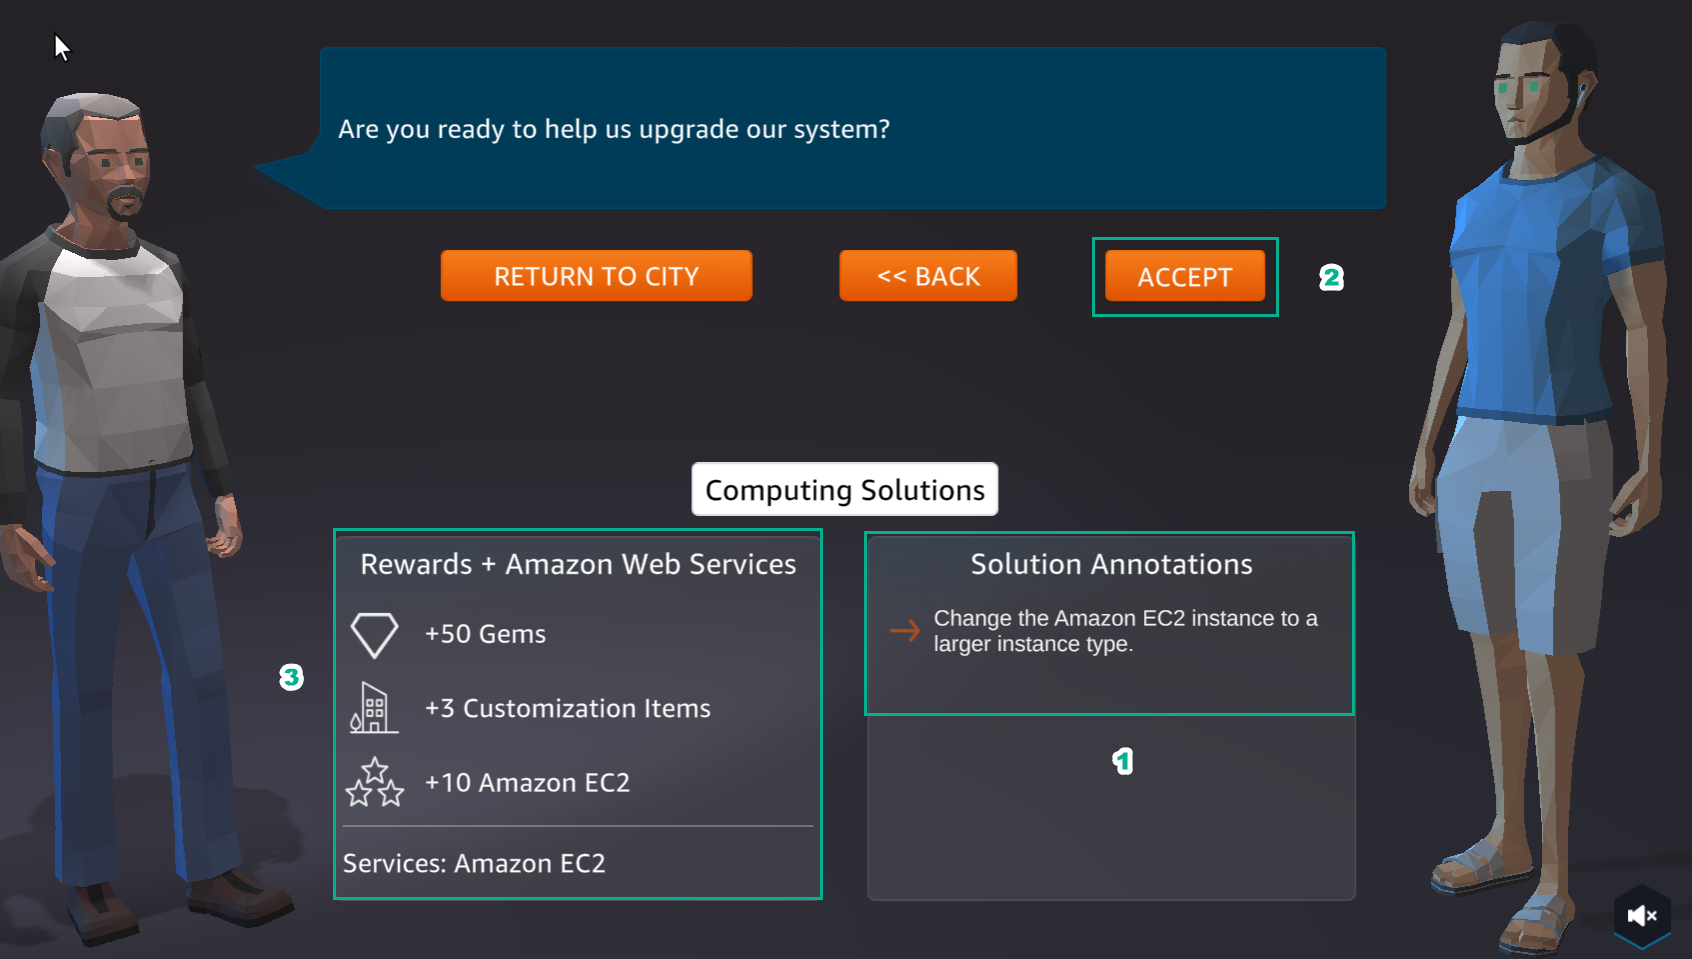 Are you ready to help us upgrade our system?
RETURN TO CITY
<< BACK
ACCEPT
2
Computing Solutions
Rewards + Amazon Web Services
+50 Gems
+3 Customization Items
+10 Amazon EC2
Services: Amazon EC2
3
Solution Annotations
Change the Amazon EC2 instance to a
larger instance type.
1